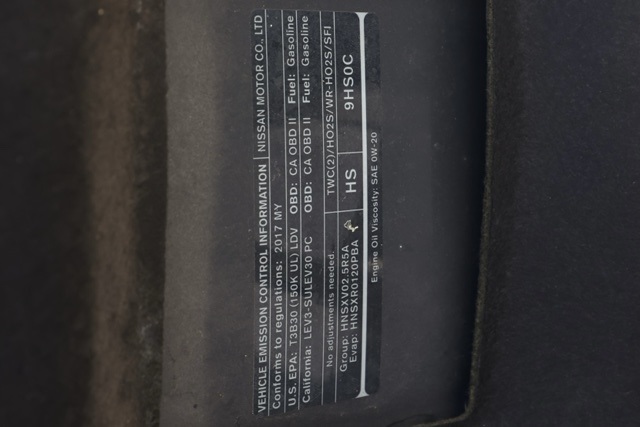 VEHICLE EMISSION CONTROL INFORMATION NISSAN MOTOR CO., LTD
Conforms to regulations: 2017 MY
U.S. EPA: T3B30 (150K UL) LDV OBD: CA OBD II Fuel: Gasoline
California: LEV3-SULEV30 PC OBD: CA OBD II Fuel: Gasoline
No adjustments needed. TWC(2)/HO2S/WR-HO2S/SFI
Group: HNSXV02.5R5A
Evap: HNSXR0120PBA
HS 9HS0C
Engine Oil Viscosity: SAE 0W-20